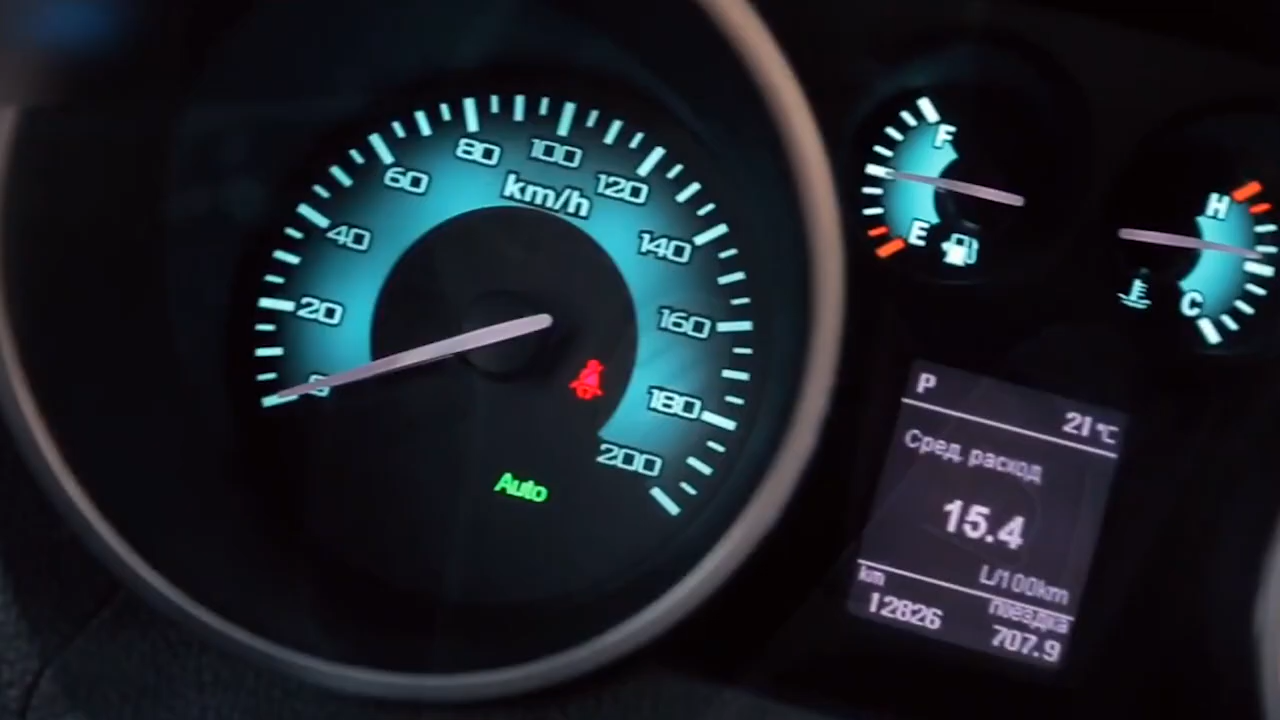 80 100
60 120
km/h
40 140
20 160
0
180
200
Auto
F
E
H
C
P
21 °C
Сред. расход
15.4
L/100km
km поездка
12826 707.9